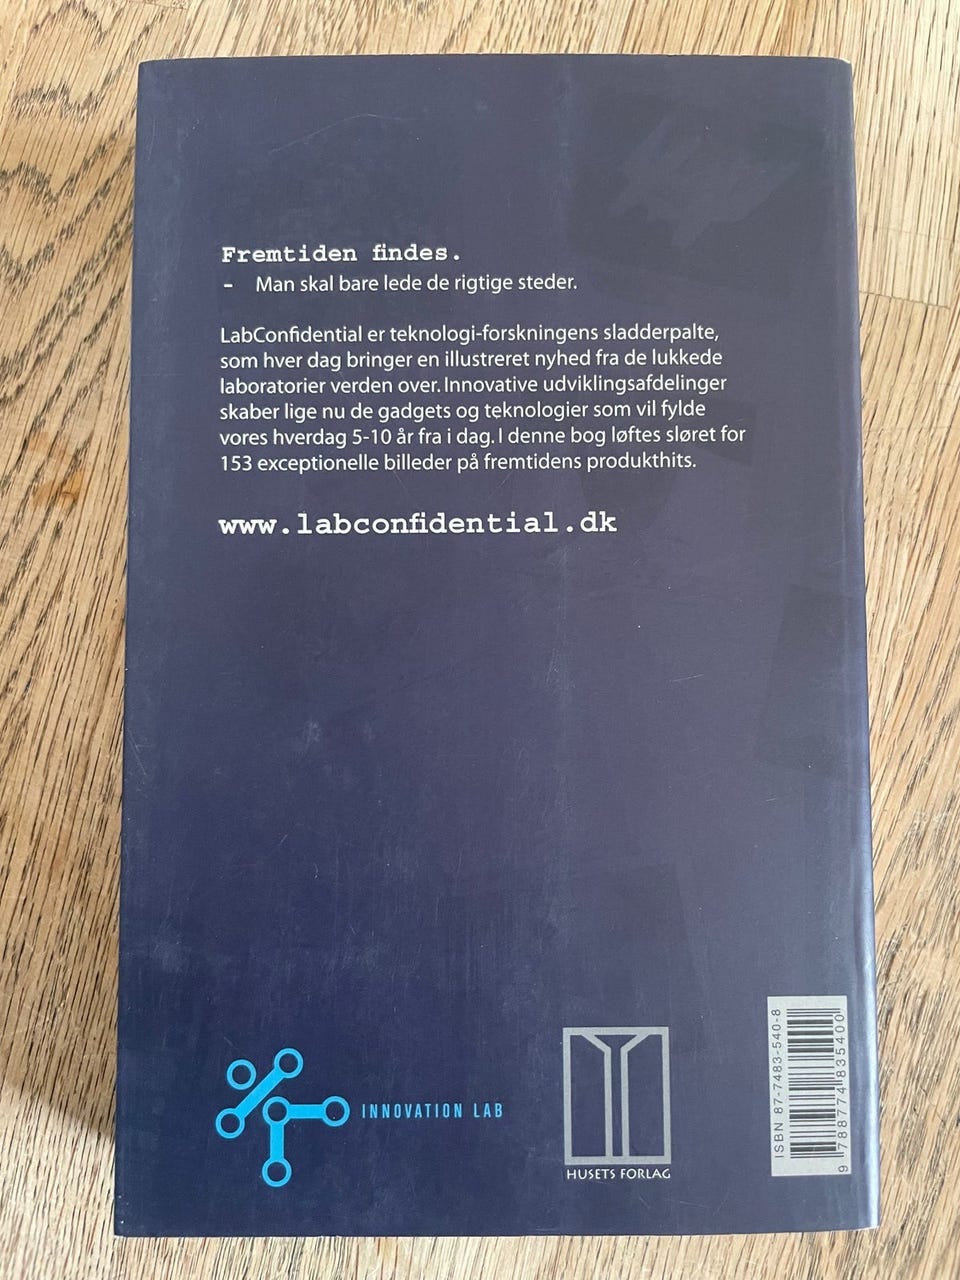 Fremtiden findes.
- Man skal bare lede de rigtige steder.
LabConfidential er teknologi-forskningens sladderpalte,
som hver dag bringer en illustreret nyhed fra de lukkede
laboratorier verden over. Innovative udviklingsafdelinger
skaber lige nu de gadgets og teknologier som vil fylde
vores hverdag 5-10 år fra i dag. I denne bog løftes sløret for
153 exceptionelle billeder på fremtidens produkthits.
www.labconfidential.dk
INNOVATION LAB
HUSETS FORLAG
ISBN 87-7483-540-8
9 788774 835400